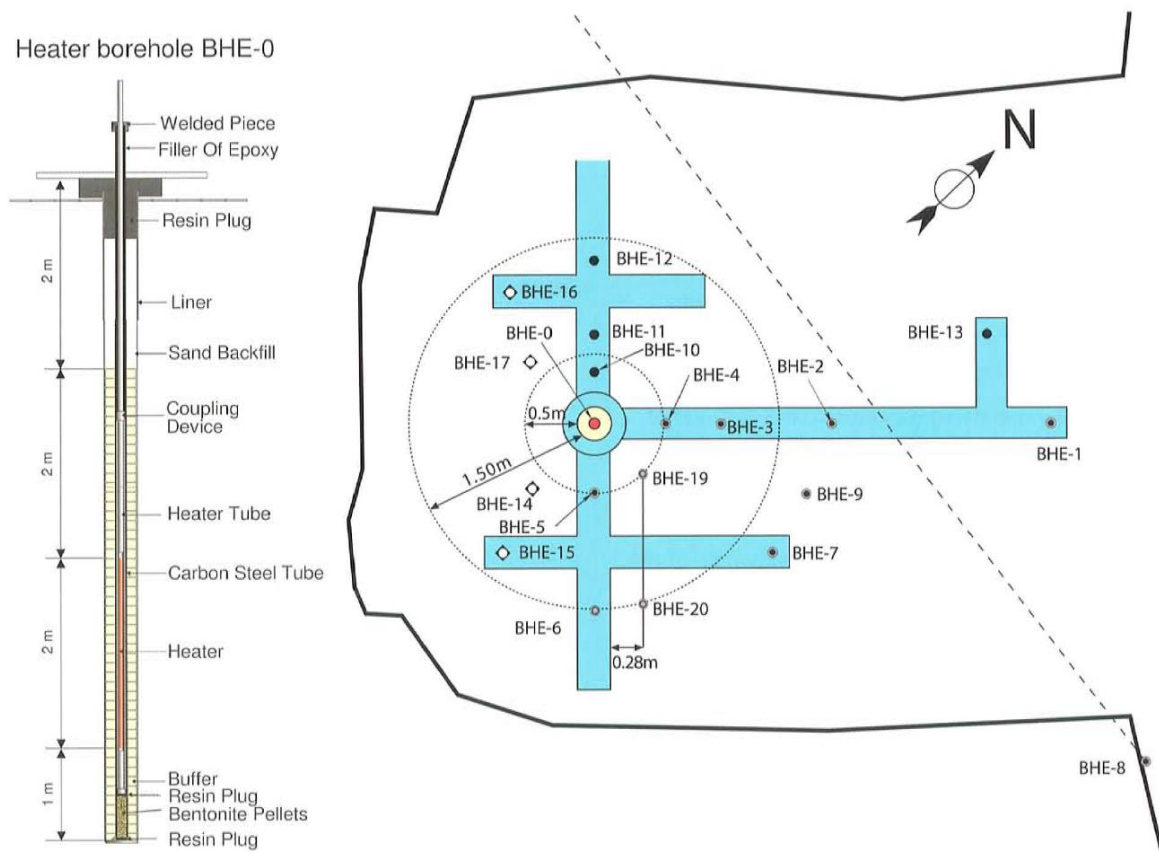 Heater borehole BHE-0
Welded Piece
Filler Of Epoxy
Resin Plug
Liner
Sand Backfill
Coupling
Device
Heater Tube
Carbon Steel Tube
Heater
Buffer
Resin Plug
Bentonite Pellets
Resin Plug
2 m
2 m
2 m
1 m
N
BHE-12
BHE-16
BHE-0
BHE-11
BHE-10
BHE-17
BHE-4
BHE-2
BHE-13
0.5m
BHE-3
BHE-1
1.50m
BHE-19
BHE-14
BHE-9
BHE-5
BHE-15
BHE-7
BHE-20
BHE-6
0.28m
BHE-8